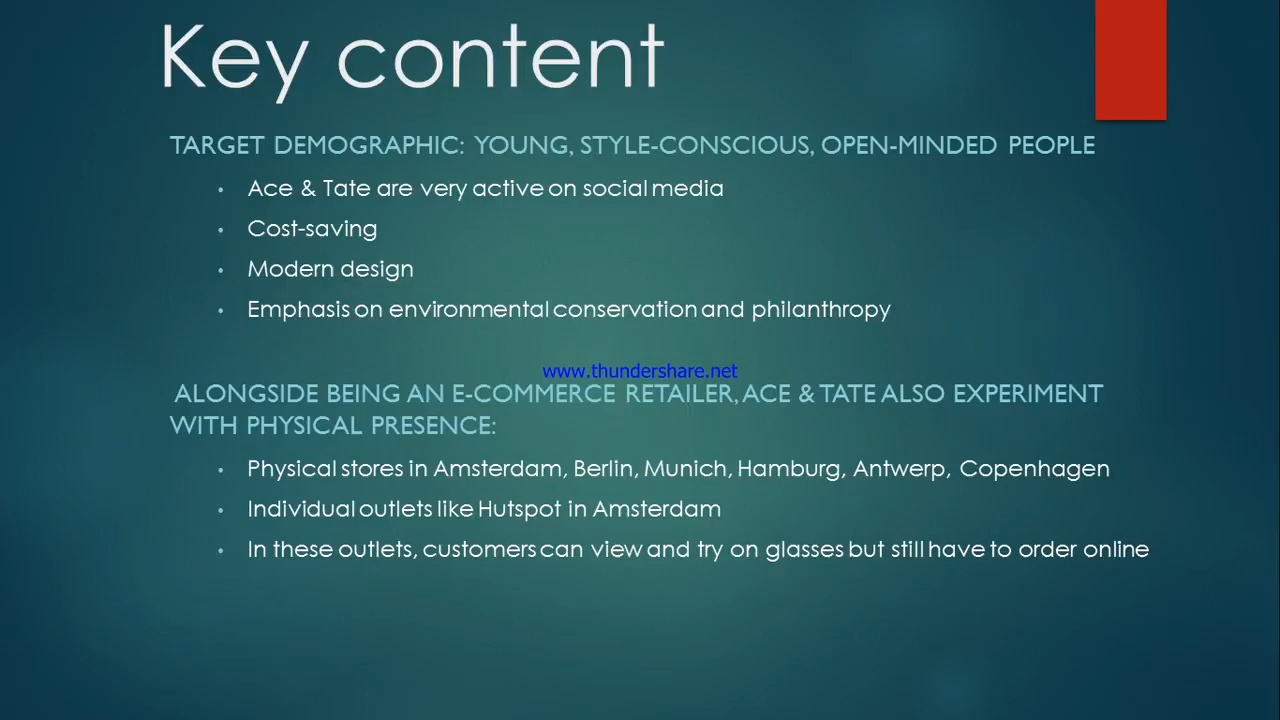 Key content
TARGET DEMOGRAPHIC: YOUNG, STYLE-CONSCIOUS, OPEN-MINDED PEOPLE
• Ace & Tate are very active on social media
• Cost-saving
• Modern design
• Emphasis on environmental conservation and philanthropy
www.thundershare.net
ALONGSIDE BEING AN E-COMMERCE RETAILER, ACE & TATE ALSO EXPERIMENT
WITH PHYSICAL PRESENCE:
• Physical stores in Amsterdam, Berlin, Munich, Hamburg, Antwerp, Copenhagen
• Individual outlets like Hutspot in Amsterdam
• In these outlets, customers can view and try on glasses but still have to order online